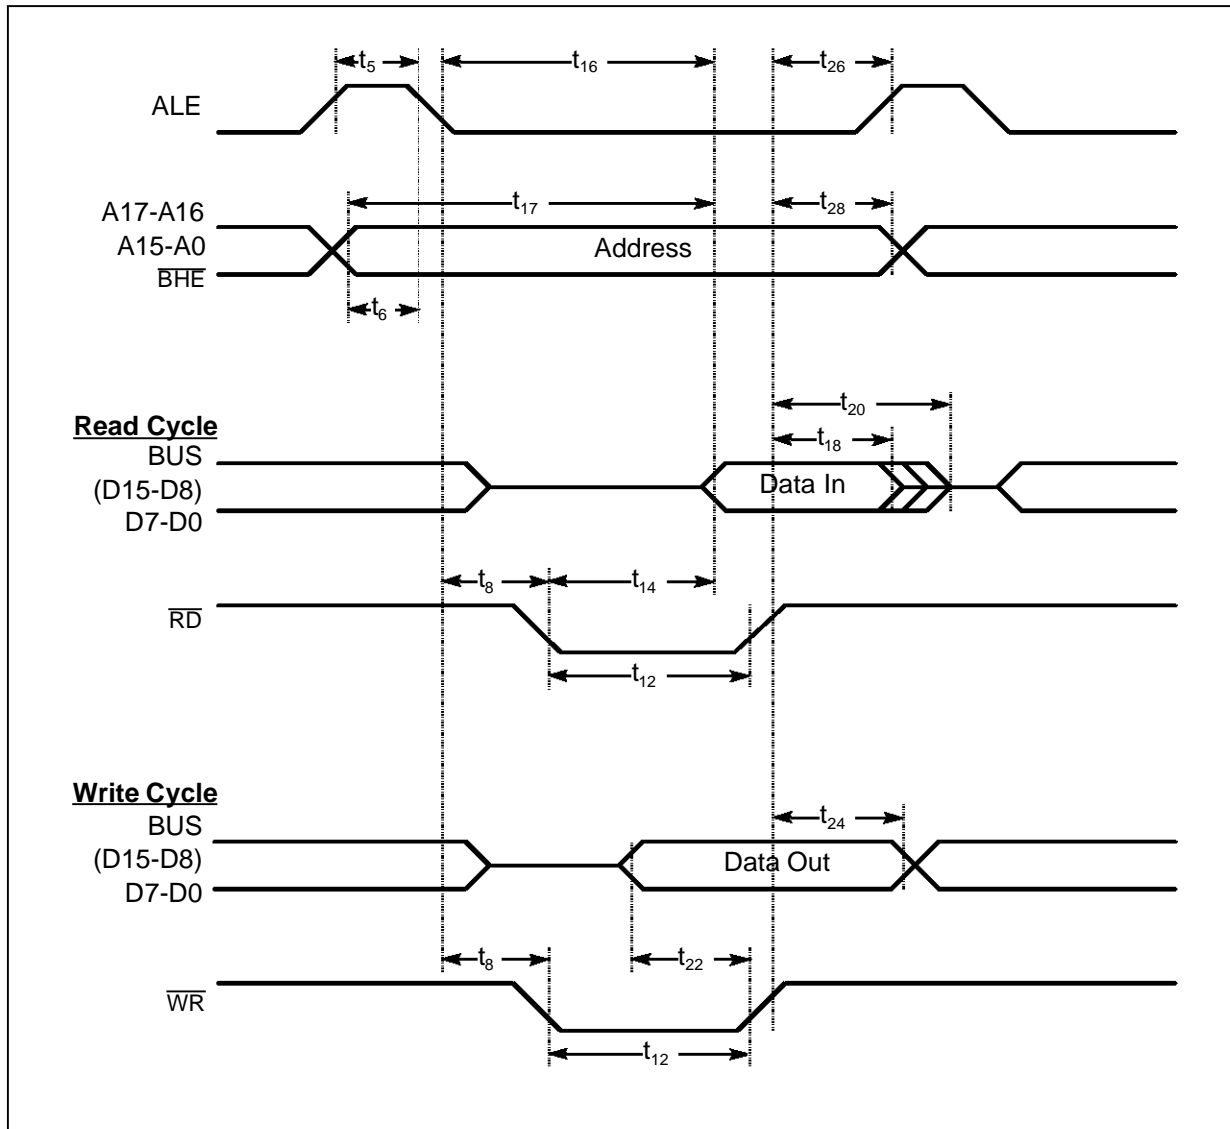 t5
t16
t26
ALE
t17
t28
A17-A16
A15-A0
Address
BHE
t6
t20
Read Cycle
t18
BUS
(D15-D8)
Data In
D7-D0
t8
t14
RD
t12
Write Cycle
BUS
t24
(D15-D8)
Data Out
D7-D0
t8
t22
WR
t12